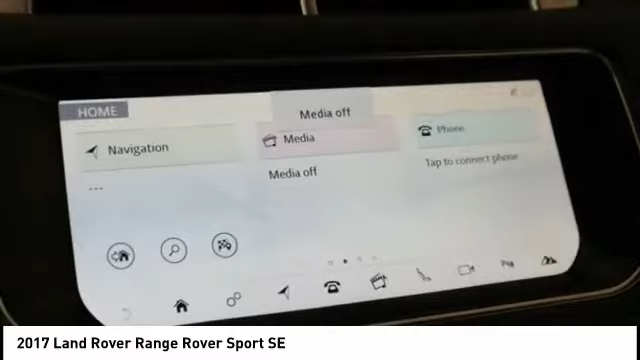 HOME
Media off
Navigation
Media
Phone
---
Media off
Tap to connect phone
2017 Land Rover Range Rover Sport SE